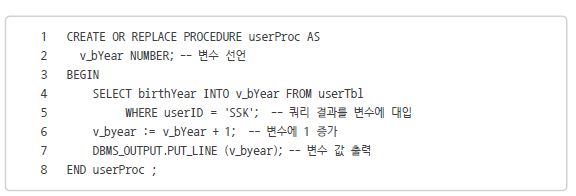 1 CREATE OR REPLACE PROCEDURE userProc AS
2 v_bYear NUMBER; -- 변수 선언
3 BEGIN
4 SELECT birthYear INTO v_bYear FROM userTbl
5 WHERE userID = 'SSK'; -- 쿼리 결과를 변수에 대입
6 v_byear := v_bYear + 1; -- 변수에 1 증가
7 DBMS_OUTPUT.PUT_LINE (v_byear); -- 변수 값 출력
8 END userProc ;